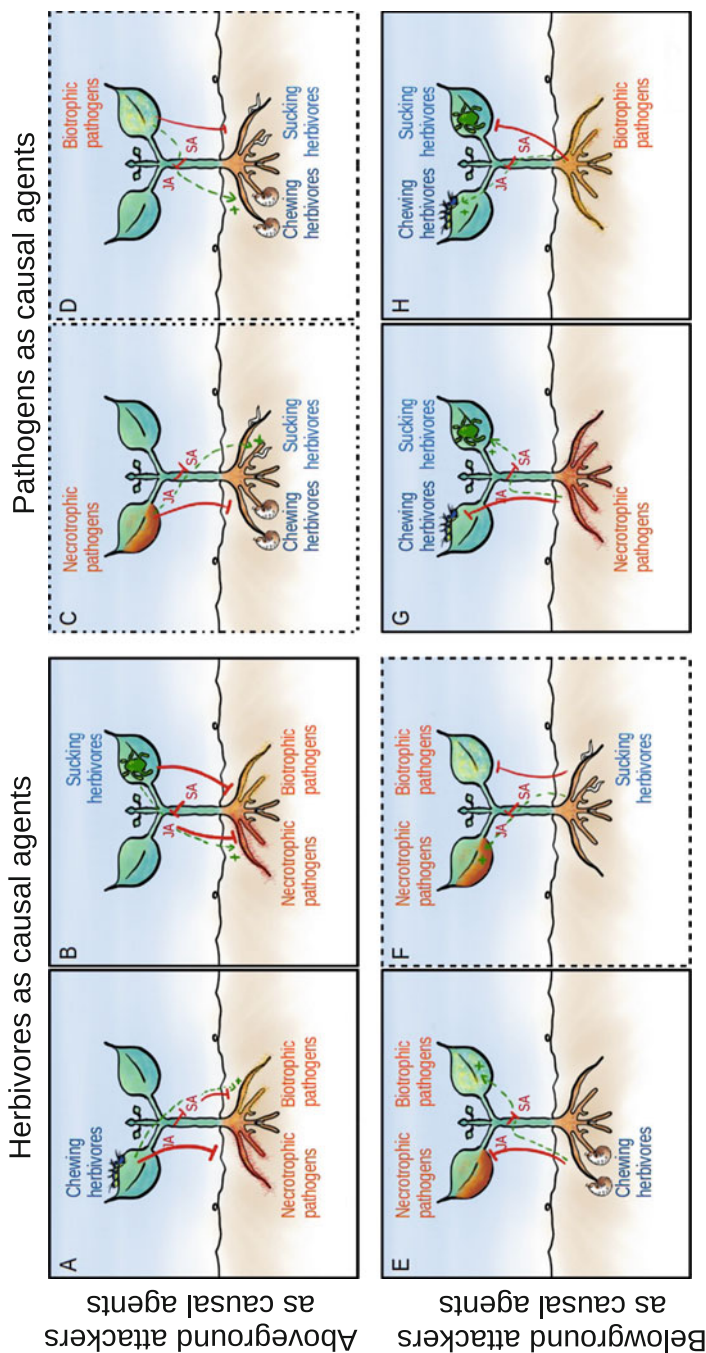 Herbivores as causal agents
Pathogens as causal agents
Aboveground attackers
as causal agents
A
Chewing
herbivores
JA
SA
Necrotrophic
pathogens
Biotrophic
pathogens
B
Sucking
herbivores
JA
SA
+
Necrotrophic
pathogens
Biotrophic
pathogens
C
Necrotrophic
pathogens
JA
SA
+
Chewing
herbivores
Sucking
herbivores
D
Biotrophic
pathogens
JA
SA
+
Chewing
herbivores
Sucking
herbivores
Belowground attackers
as causal agents
E
Necrotrophic
pathogens
Biotrophic
pathogens
+
JA
SA
Chewing
herbivores
F
Necrotrophic
pathogens
Biotrophic
pathogens
+
JA
SA
Sucking
herbivores
G
Chewing
herbivores
Sucking
herbivores
+
JA
SA
Necrotrophic
pathogens
H
Chewing
herbivores
Sucking
herbivores
+
JA
SA
Biotrophic
pathogens